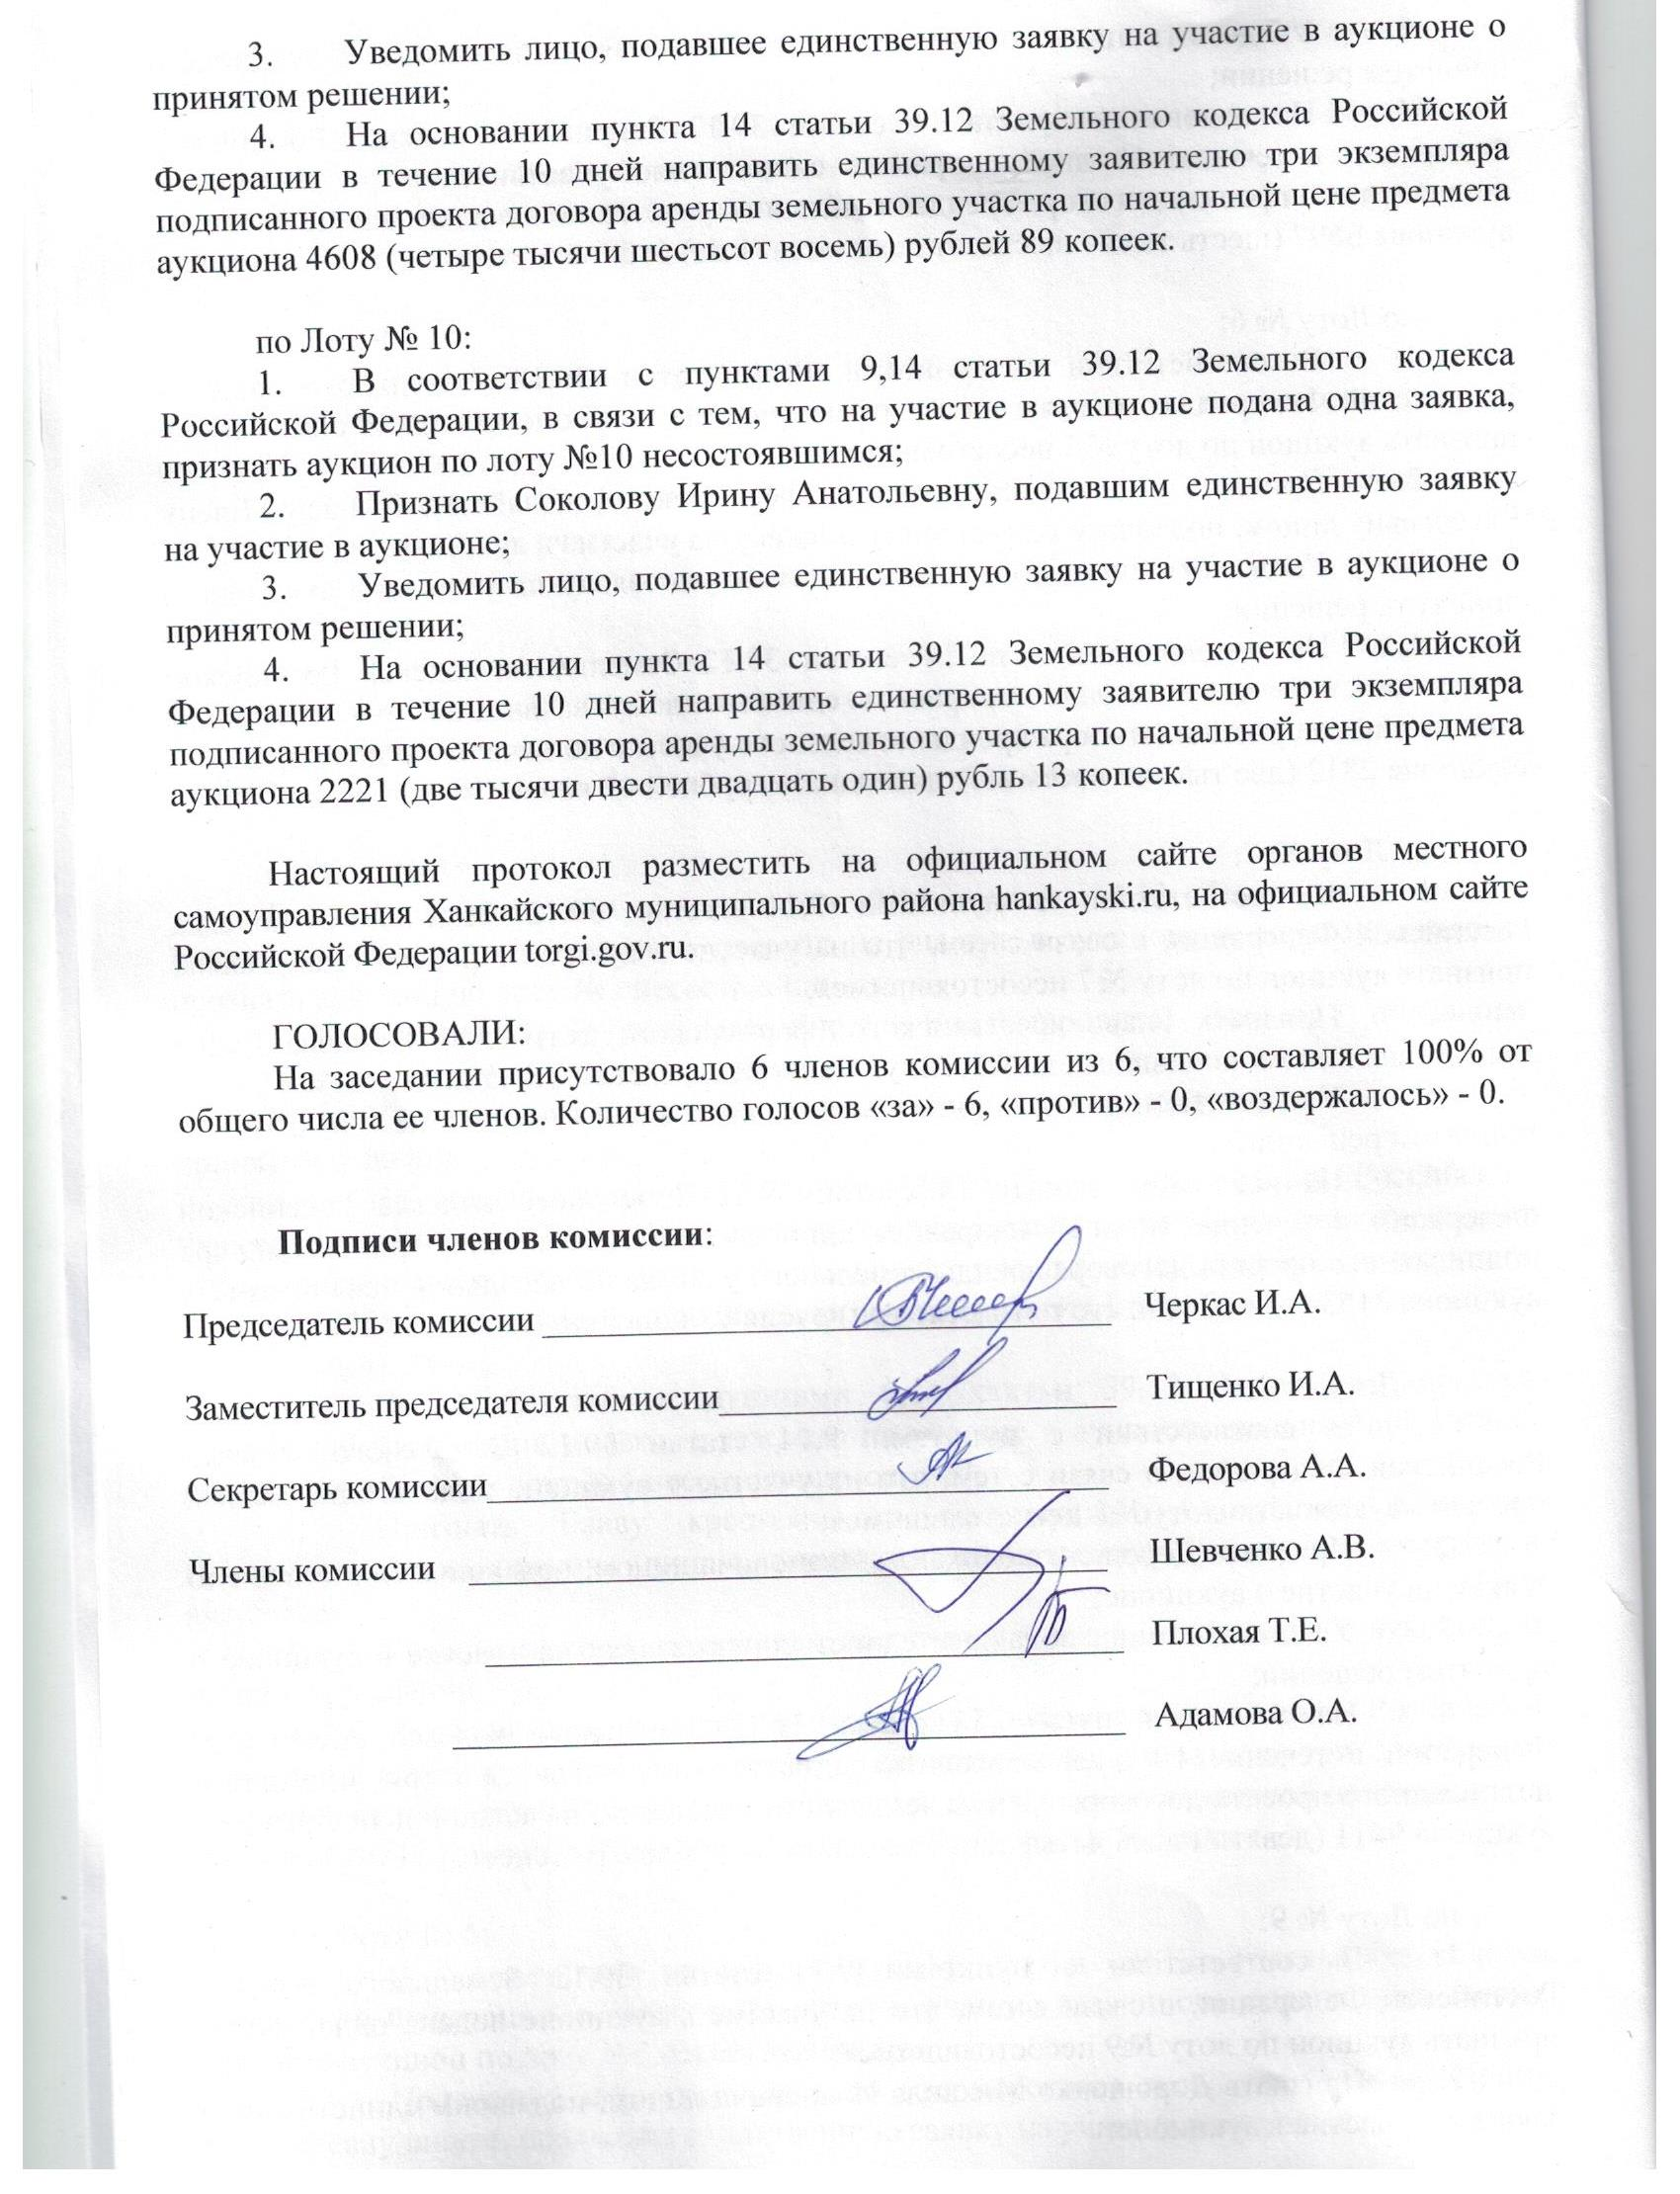 3. Уведомить лицо, подавшее единственную заявку на участие в аукционе о
принятом решении;
4. На основании пункта 14 статьи 39.12 Земельного кодекса Российской
Федерации в течение 10 дней направить единственному заявителю три экземпляра
подписанного проекта договора аренды земельного участка по начальной цене предмета
аукциона 4608 (четыре тысячи шестьсот восемь) рублей 89 копеек.
по Лоту № 10:
1. В соответствии с пунктами 9,14 статьи 39.12 Земельного кодекса
Российской Федерации, в связи с тем, что на участие в аукционе подана одна заявка,
признать аукцион по лоту №10 несостоявшимся;
2. Признать Соколову Ирину Анатольевну, подавшим единственную заявку
на участие в аукционе;
3. Уведомить лицо, подавшее единственную заявку на участие в аукционе о
принятом решении;
4. На основании пункта 14 статьи 39.12 Земельного кодекса Российской
Федерации в течение 10 дней направить единственному заявителю три экземпляра
подписанного проекта договора аренды земельного участка по начальной цене предмета
аукциона 2221 (две тысячи двести двадцать один) рубль 13 копеек.
Настоящий протокол разместить на официальном сайте органов местного
самоуправления Ханкайского муниципального района hankayski.ru, на официальном сайте
Российской Федерации torgi.gov.ru.
ГОЛОСОВАЛИ:
На заседании присутствовало 6 членов комиссии из 6, что составляет 100% от
общего числа ее членов. Количество голосов «за» - 6, «против» - 0, «воздержалось» - 0.
Подписи членов комиссии:
Председатель комиссии Черкас И.А.
Заместитель председателя комиссии Тищенко И.А.
Секретарь комиссии Федорова А.А.
Члены комиссии Шевченко А.В.
Плохая Т.Е.
Адамова О.А.